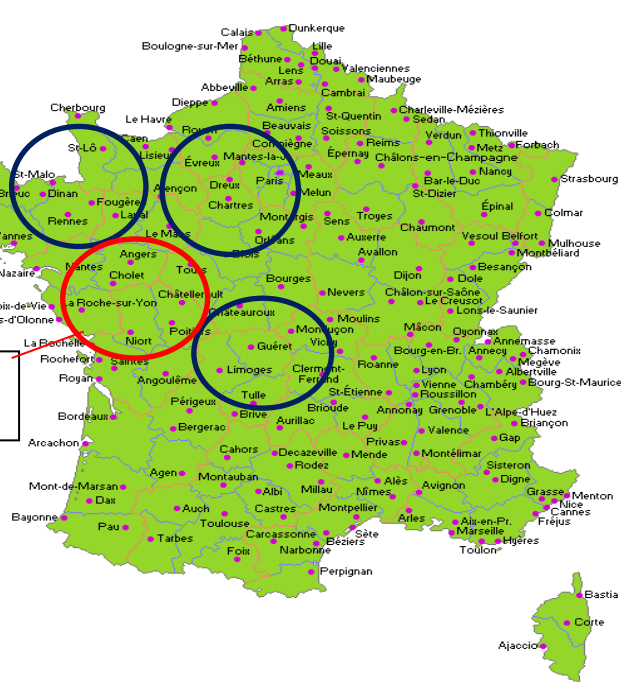 Dunkerque
Calais
Boulogne-sur-Mer
Lille
Béthune
Douai
Lens
Valenciennes
Arras
Maubeuge
Abbeville
Cambrai
Dieppe
Amiens
Charleville-Mézières
Cherbourg
St-Quentin
Sedan
Le Havre
Beauvais
Soissons
Thionville
Verdun
Compiègne
Reims
Metz
Forbach
St-Lô
Lisieux
Évreux
Mantes-la-J
Épernay
Châlons-en-Champagne
St-Malo
Meaux
Nancy
Paris
Bar-le-Duc
Strasbourg
Brieuc
Dinan
Alençon
Dreux
Melun
St-Dizier
Fougère
Chartres
Épinal
Rennes
Laval
Montargis
Sens
Troyes
Colmar
Chaumont
Le Mans
Orléans
Auxerre
Vesoul
Belfort
Mulhouse
Angers
Blois
Avallon
Montbéliard
Nazaire
Nantes
Tours
Dijon
Besançon
Cholet
Bourges
Dole
Châtellerault
Nevers
Châlon-sur-Saône
oix-de-Vie
La Roche-sur-Yon
Le Creusot
s-d'Olonne
Chateauroux
Moulins
Lons-le-Saunier
Poitiers
Montluçon
Mâcon
Oyonnax
La Rochelle
Niort
Guéret
Vichy
Annemasse
Bourg-en-Br.
Annecy
Chamonix
Rochefort
Saintes
Roanne
Megève
Limoges
Clermont-
Ferrand
Lyon
Albertville
Royan
Angoulême
Vienne
Chambéry
Bourg-St-Maurice
Tulle
St-Étienne
Roussillon
Périgueux
Brioude
Annonay
Grenoble
L'Alpe-d'Huez
Bordeaux
Brive
Aurillac
Le Puy
Briançon
Bergerac
Valence
Gap
Arcachon
Privas
Cahors
Decazeville
Mende
Montélimar
Rodez
Sisteron
Agen
Montauban
Digne
Mont-de-Marsan
Albi
Millau
Alès
Nîmes
Avignon
Grasse
Menton
Dax
Nice
Auch
Castres
Montpellier
Cannes
Bayonne
Toulouse
Arles
Aix-en-Pr.
Fréjus
Pau
Carcassonne
Sète
Marseille
Tarbes
Béziers
Hyères
Foix
Narbonne
Toulon
Perpignan
Bastia
Corte
Ajaccio